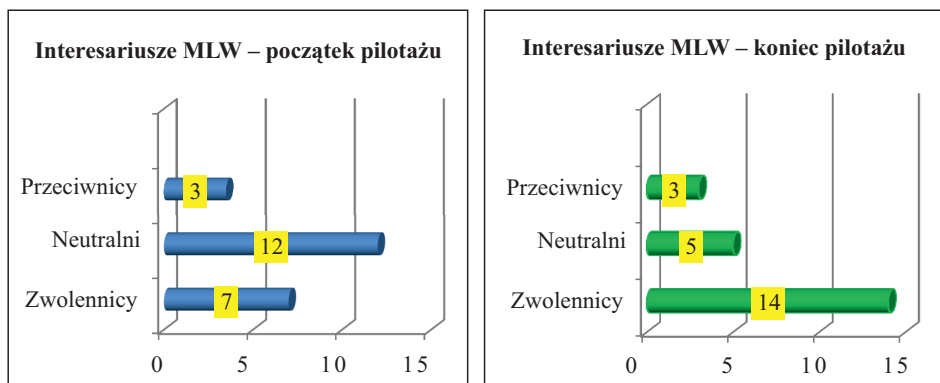 Interesariusze MLW – początek pilotażu
Przeciwnicy
3
Neutralni
12
Zwolennicy
7
0 5 10 15
Interesariusze MLW – koniec pilotażu
Przeciwnicy
3
Neutralni
5
Zwolennicy
14
0 5 10 15